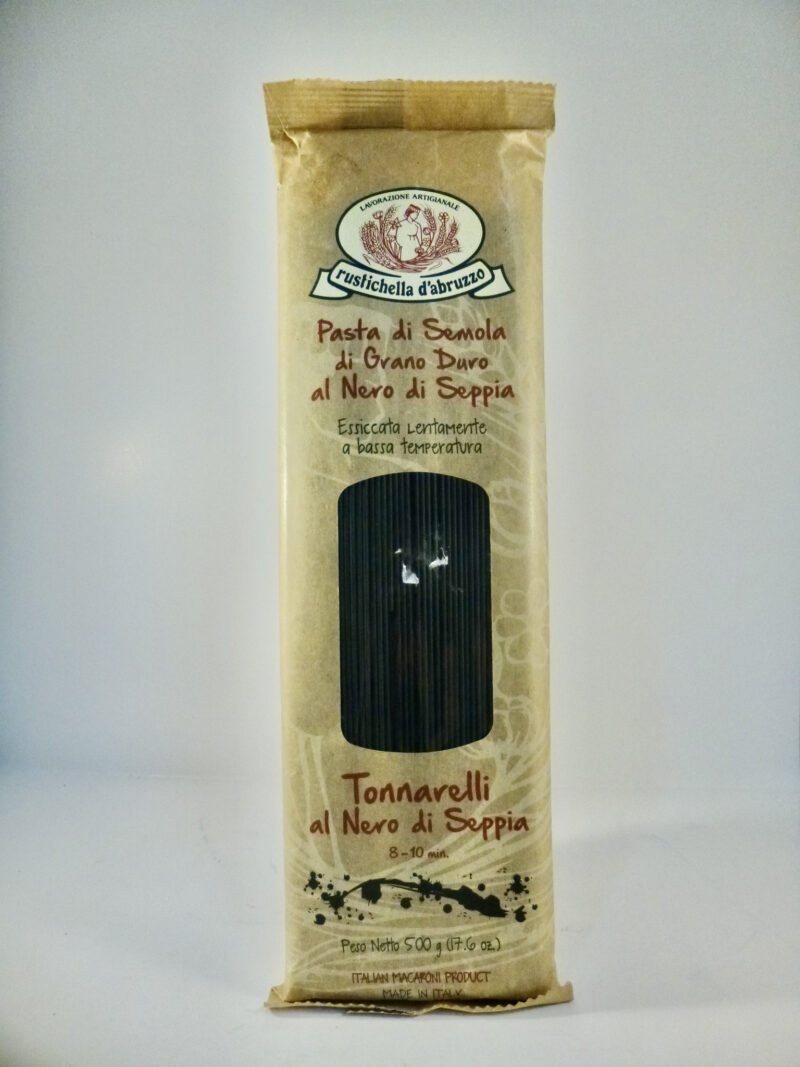 LAVORAZIONE ARTIGIANALE
rustichella d'abruzzo
Pasta di Semola
di Grano Duro
al Nero di Seppia
Essiccata Lentamente
a bassa temperatura
Tonnarelli
al Nero di Seppia
8-10 min.
Peso Netto 500 g (17.6 oz.)
ITALIAN MACARONI PRODUCT
MADE IN ITALY